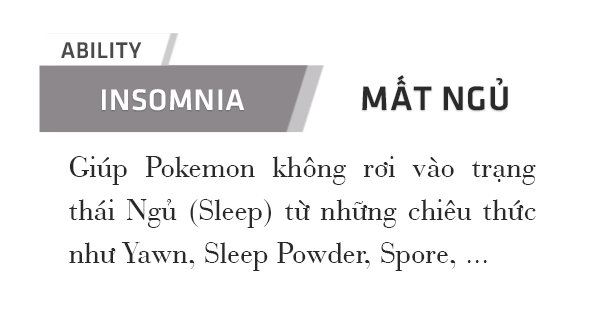 ABILITY
INSOMNIA MẤT NGỦ
Giúp Pokemon không rơi vào trạng
thái Ngủ (Sleep) từ những chiêu thức
như Yawn, Sleep Powder, Spore, ...